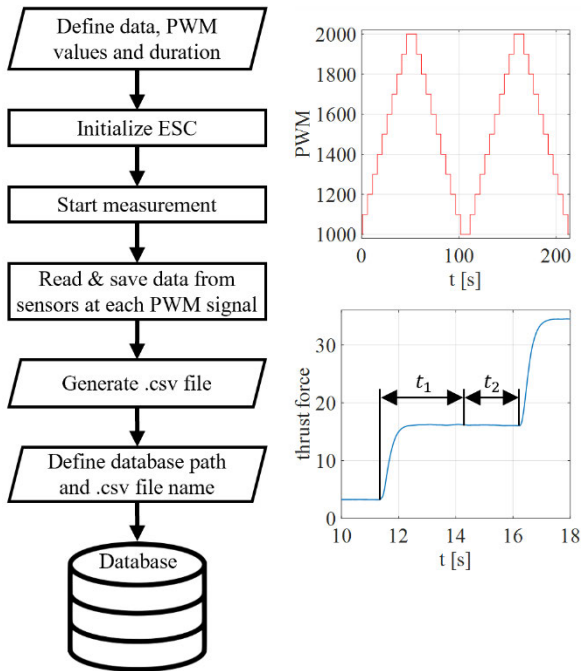 Define data, PWM
values and duration
Initialize ESC
Start measurement
Read & save data from
sensors at each PWM signal
Generate .csv file
Define database path
and .csv file name
Database
2000
1800
1600
1400
1200
1000
PWM
0
100
200
t [s]
30
20
10
0
thrust force
t₁
t₂
10
12
14
16
18
t [s]